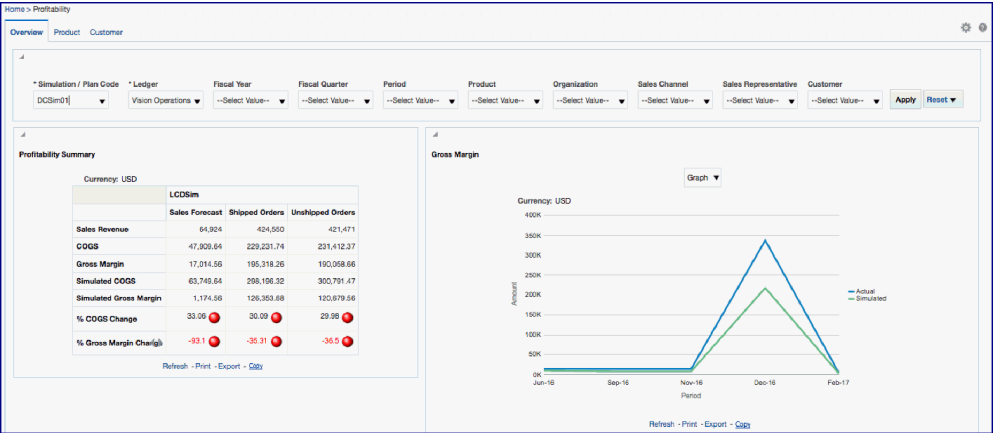 Home > Profitability
Overview Product Customer
* Simulation / Plan Code * Ledger Fiscal Year Fiscal Quarter Period Product Organization Sales Channel Sales Representative Customer
DCSim01 Vision Operations --Select Value-- --Select Value-- --Select Value-- --Select Value-- --Select Value-- --Select Value-- --Select Value-- --Select Value-- Apply Reset
Profitability Summary
Currency: USD
LCDSim
Sales Forecast Shipped Orders Unshipped Orders
Sales Revenue 64,924 424,550 421,471
COGS 47,909.64 229,231.74 231,412.37
Gross Margin 17,014.56 195,318.26 190,058.66
Simulated COGS 63,749.64 298,196.32 300,791.47
Simulated Gross Margin 1,174.56 126,353.68 120,679.56
% COGS Change 33.06 30.09 29.98
% Gross Margin Change -93.1 -35.31 -36.5
Refresh - Print - Export - Copy
Gross Margin
Graph
Currency: USD
400K
350K
300K
250K
200K
150K
100K
50K
0K
Amount
Jun-16 Sep-16 Nov-16 Dec-16 Feb-17
Period
Actual
Simulated
Refresh - Print - Export - Copy